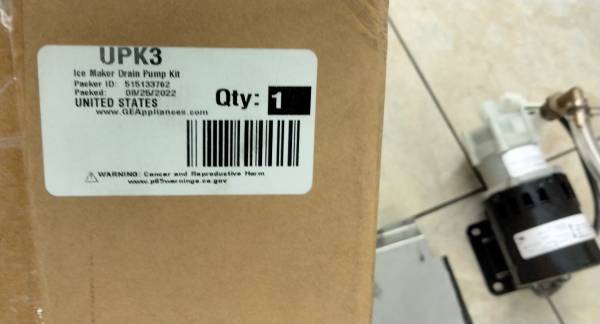 UPK3
Ice Maker Drain Pump Kit
Packer ID: 515133762
Packed: 08/25/2022
UNITED STATES
www.GEAppliances.com
Qty: 1
WARNING: Cancer and Reproductive Harm
www.p65warnings.ca.gov